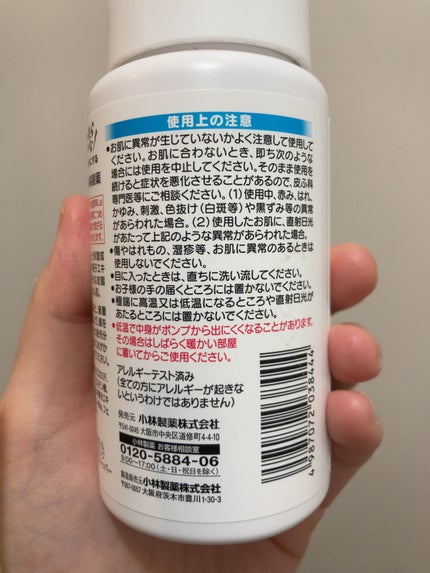 使用上の注意
•お肌に異常が生じていないかよく注意して使用して
ください。お肌に合わないとき、即ち次のような
場合には使用を中止してください。そのまま使用を
続けると症状を悪化させることがあるので、皮ふ科
専門医等にご相談ください。(1)使用中、赤み、はれ、
かゆみ、刺激、色抜け(白斑等)や黒ずみ等の異常
があらわれた場合。(2)使用したお肌に、直射日光
があたって上記のような異常があらわれた場合。
•傷やはれもの、湿疹等、お肌に異常のあるときは
使用しないでください。
•目に入ったときは、直ちに洗い流してください。
•お子様の手の届くところには置かないでください。
•極端に高温又は低温になるところや直射日光が
あたるところには置かないでください。
•低温で中身がポンプから出にくくなることがあります。
その場合はしばらく暖かい部屋
に置いてからご使用ください。
アレルギーテスト済み
(全ての方にアレルギーが起きな
いというわけではありません)
発売元 小林製薬株式会社
〒541-0045 大阪市中央区道修町4-4-10
小林製薬 お客様相談室
0120-5884-06
9:00~17:00(土・日・祝日を除く)
製造販売元 小林製薬株式会社
〒567-0057 大阪府茨木市豊川1-30-3
4987072038444